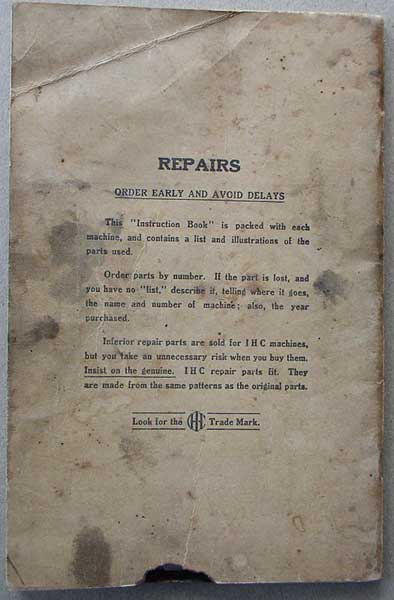 REPAIRS
ORDER EARLY AND AVOID DELAYS
This "Instruction Book" is packed with each
machine, and contains a list and illustrations of the
parts used.
Order parts by number. If the part is lost, and
you have no "list," describe it, telling where it goes,
the name and number of machine; also, the year
purchased.
Inferior repair parts are sold for I H C machines,
but you take an unnecessary risk when you buy them.
Insist on the genuine. I H C repair parts fit. They
are made from the same patterns as the original parts.
Look for the IHC Trade Mark.